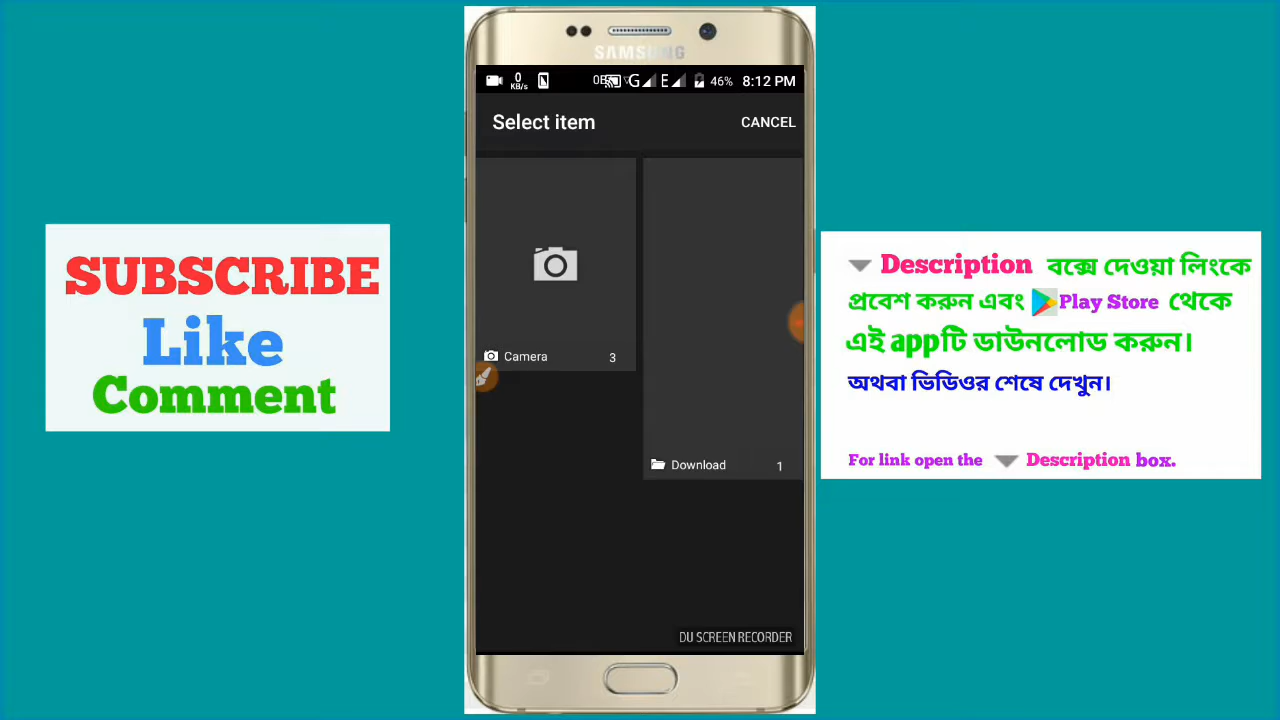 SAMSUNG
0
KB/s
G
E
46%
8:12 PM
Select item
CANCEL
Camera
3
Download
1
DU SCREEN RECORDER
SUBSCRIBE
Like
Comment
Description বক্সে দেওয়া লিংকে
প্রবেশ করুন এবং Play Store থেকে
এই appটি ডাউনলোড করুন।
অথবা ভিডিওর শেষে দেখুন।
For link open the Description box.